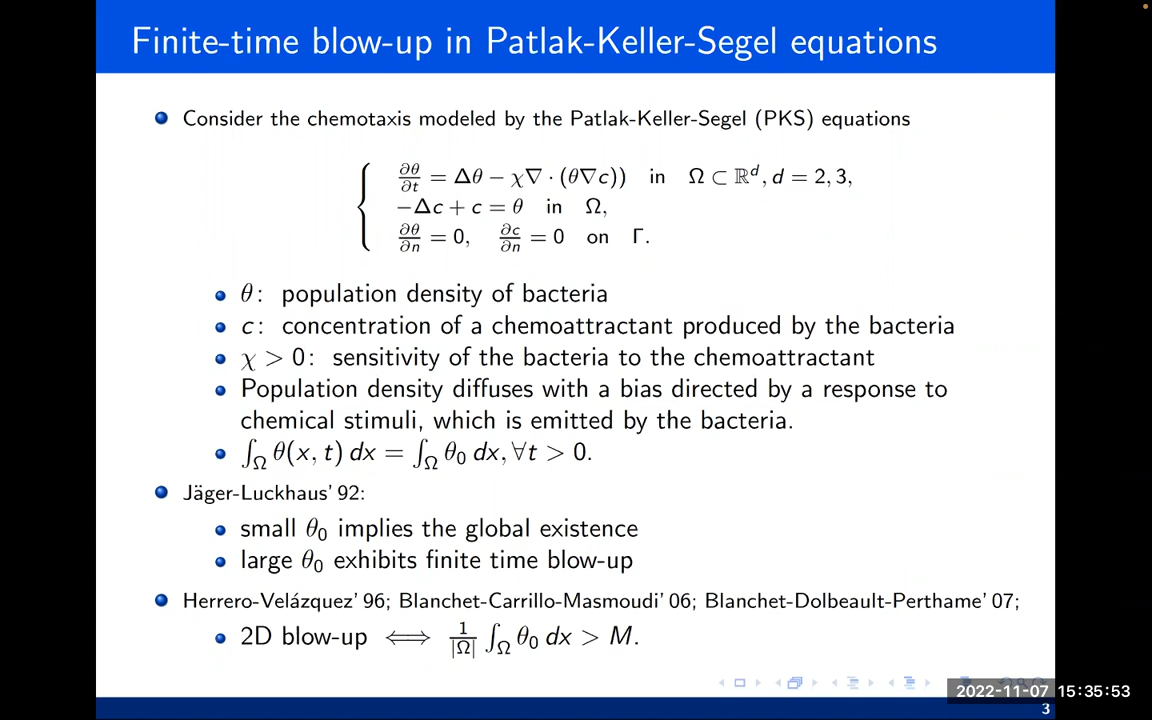 Finite-time blow-up in Patlak-Keller-Segel equations
Consider the chemotaxis modeled by the Patlak-Keller-Segel (PKS) equations
∂θ/∂t = Δθ − χ∇ · (θ∇c)) in Ω ⊂ ℝᵈ, d = 2, 3,
−Δc + c = θ in Ω,
∂θ/∂n = 0, ∂c/∂n = 0 on Γ.
θ: population density of bacteria
c: concentration of a chemoattractant produced by the bacteria
χ > 0: sensitivity of the bacteria to the chemoattractant
Population density diffuses with a bias directed by a response to
chemical stimuli, which is emitted by the bacteria.
∫_Ω θ(x, t) dx = ∫_Ω θ₀ dx, ∀t > 0.
Jäger-Luckhaus' 92:
small θ₀ implies the global existence
large θ₀ exhibits finite time blow-up
Herrero-Velázquez' 96; Blanchet-Carrillo-Masmoudi' 06; Blanchet-Dolbeault-Perthame' 07;
2D blow-up ⟺ 1/|Ω| ∫_Ω θ₀ dx > M.
2022-11-07 15:35:53
3